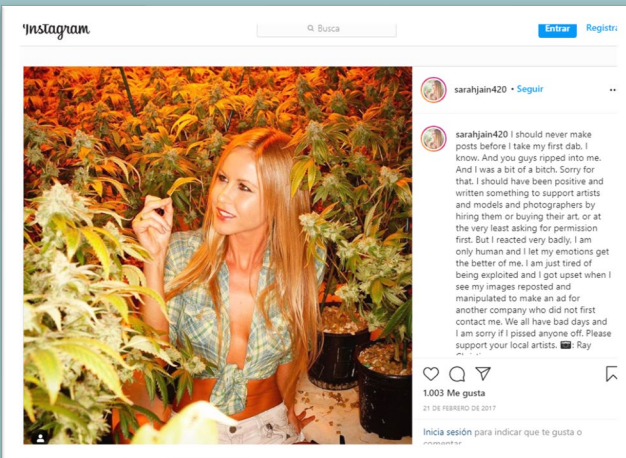 Instagram
Busca
Entrar
sarahjain420 • Seguir
sarahjain420 I should never make
posts before I take my first dab, I
know. And you guys ripped into me.
And I was a bit of a bitch. Sorry for
that. I should have been positive and
written something to support artists
and models and photographers by
hiring them or buying their art, or at
the very least asking for permission
first. But I reacted very badly. I am
only human and I let my emotions get
the better of me. I am just tired of
being exploited and I got upset when I
see my images reposted and
manipulated to make an ad for
another company who did not first
contact me. We all have bad days and
I am sorry if I pissed anyone off. Please
support your local artists. 📷: Ray
1.003 Me gusta
21 DE FEBRERO DE 2017
Inicia sesión para indicar que te gusta o
comentar